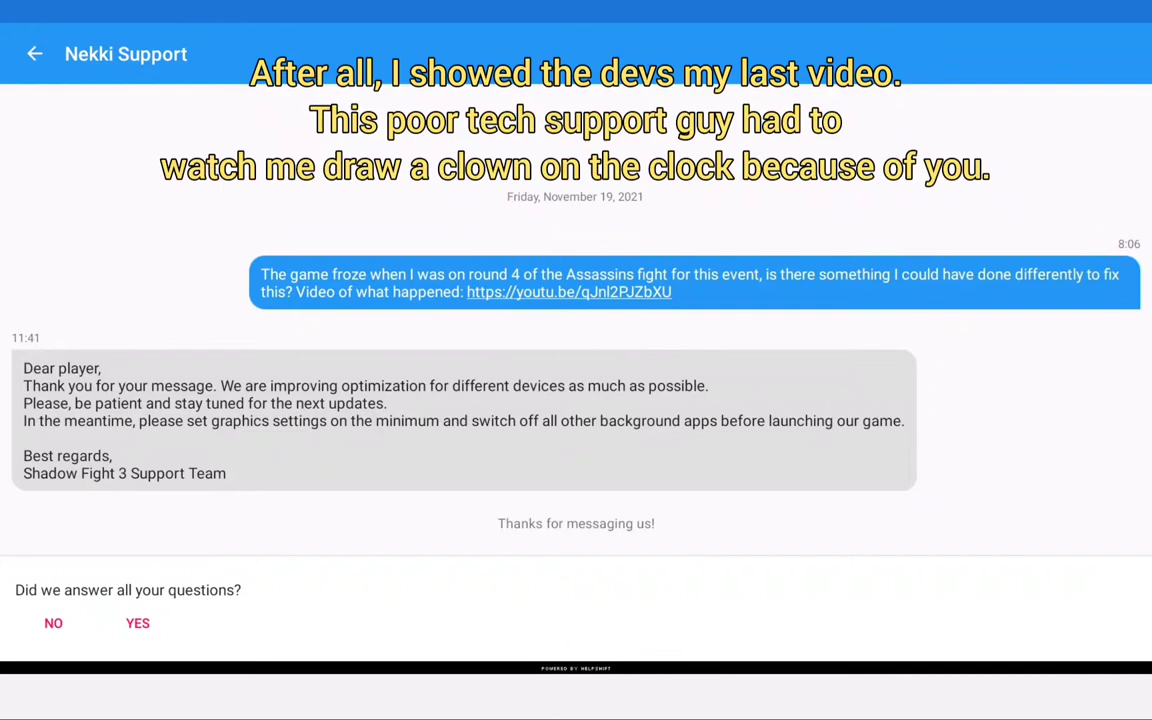 Nekki Support
After all, I showed the devs my last video.
This poor tech support guy had to
watch me draw a clown on the clock because of you.
Friday, November 19, 2021
8:06
The game froze when I was on round 4 of the Assassins fight for this event, is there something I could have done differently to fix
this? Video of what happened: https://youtu.be/qJnl2PJZbXU
11:41
Dear player,
Thank you for your message. We are improving optimization for different devices as much as possible.
Please, be patient and stay tuned for the next updates.
In the meantime, please set graphics settings on the minimum and switch off all other background apps before launching our game.
Best regards,
Shadow Fight 3 Support Team
Thanks for messaging us!
Did we answer all your questions?
NO YES
POWERED BY HELPSHIFT